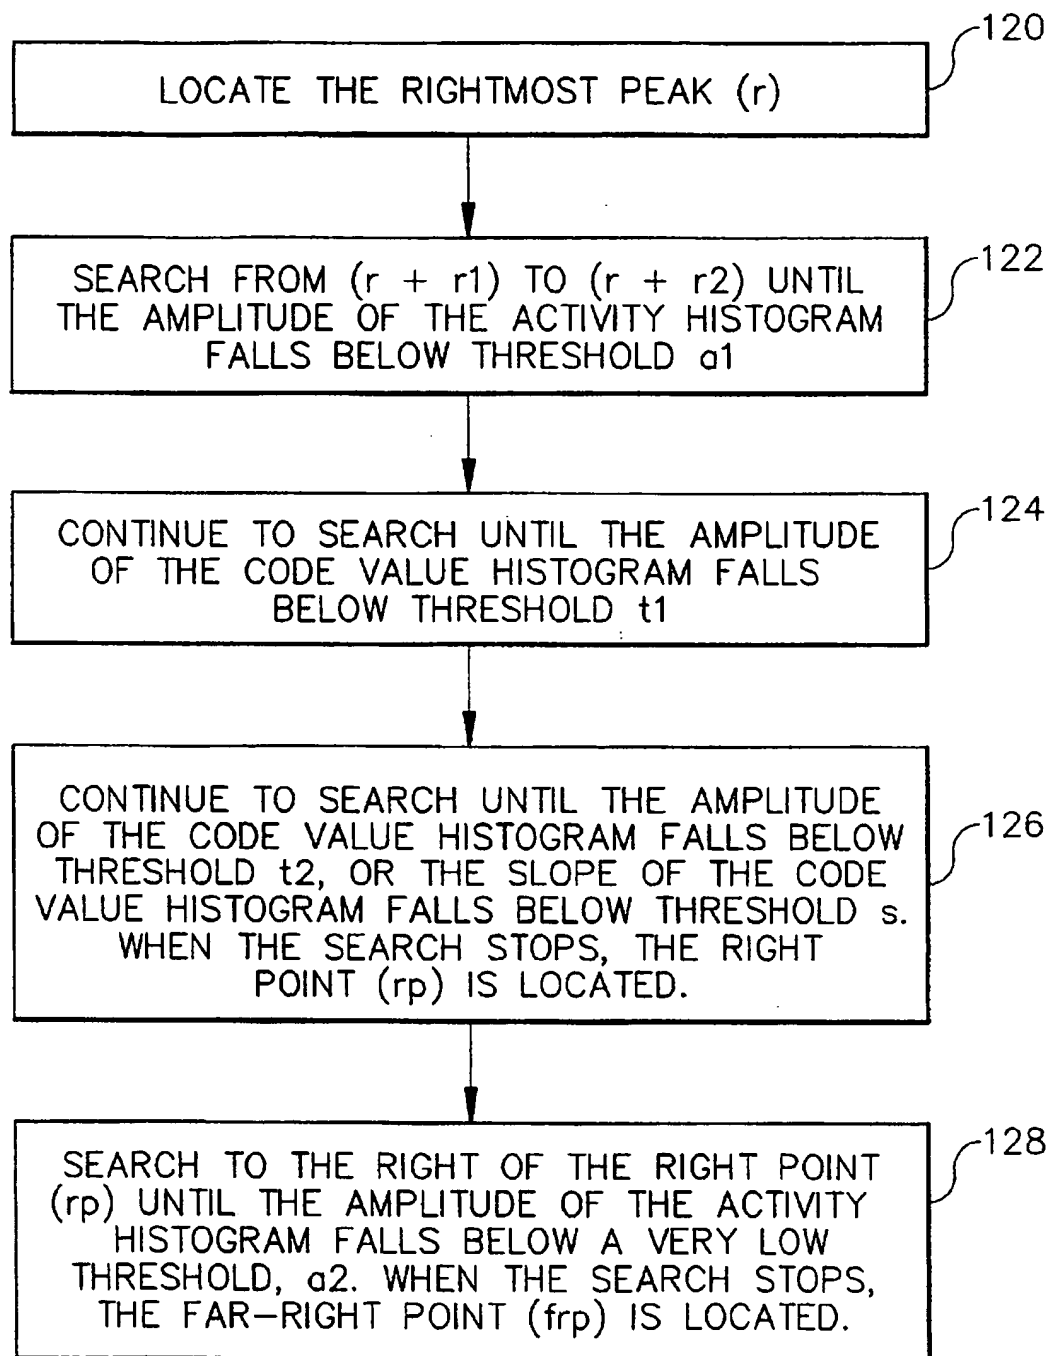 120
LOCATE THE RIGHTMOST PEAK (r)
122
SEARCH FROM (r + r1) TO (r + r2) UNTIL
THE AMPLITUDE OF THE ACTIVITY HISTOGRAM
FALLS BELOW THRESHOLD a1
124
CONTINUE TO SEARCH UNTIL THE AMPLITUDE
OF THE CODE VALUE HISTOGRAM FALLS
BELOW THRESHOLD t1
126
CONTINUE TO SEARCH UNTIL THE AMPLITUDE
OF THE CODE VALUE HISTOGRAM FALLS BELOW
THRESHOLD t2, OR THE SLOPE OF THE CODE
VALUE HISTOGRAM FALLS BELOW THRESHOLD s.
WHEN THE SEARCH STOPS, THE RIGHT
POINT (rp) IS LOCATED.
128
SEARCH TO THE RIGHT OF THE RIGHT POINT
(rp) UNTIL THE AMPLITUDE OF THE ACTIVITY
HISTOGRAM FALLS BELOW A VERY LOW
THRESHOLD, a2. WHEN THE SEARCH STOPS,
THE FAR-RIGHT POINT (frp) IS LOCATED.